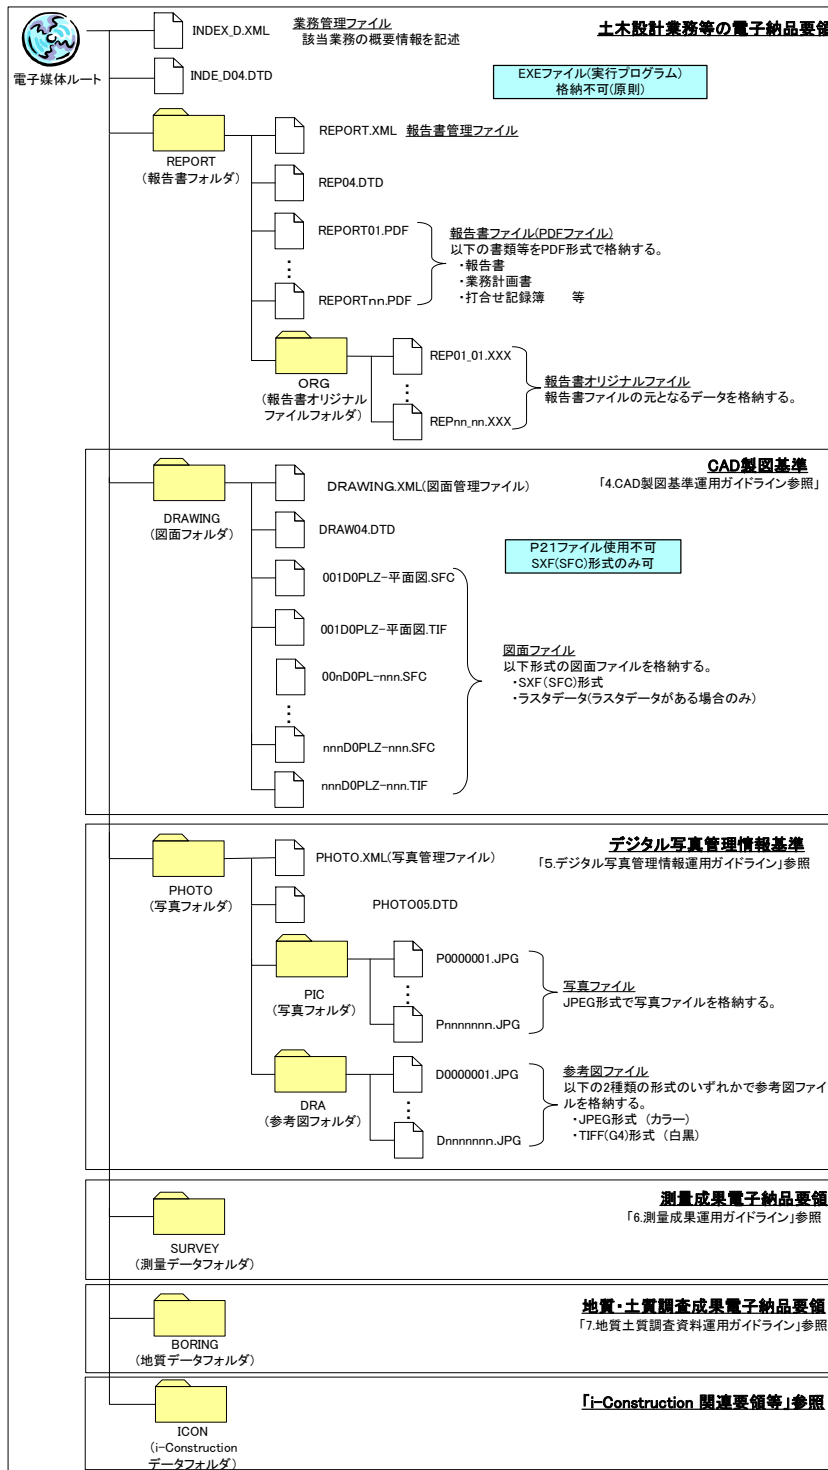 INDEX_D.XML
業務管理ファイル
該当業務の概要情報を記述
土木設計業務等の電子納品要領
電子媒体ルート
INDE_D04.DTD
EXEファイル(実行プログラム)
格納不可(原則)
REPORT
(報告書フォルダ)
REPORT.XML 報告書管理ファイル
REP04.DTD
REPORT01.PDF
REPORTnn.PDF
報告書ファイル(PDFファイル)
以下の書類等をPDF形式で格納する。
・報告書
・業務計画書
・打合せ記録簿 等
ORG
(報告書オリジナル
ファイルフォルダ)
REP01_01.XXX
REPnn_nn.XXX
報告書オリジナルファイル
報告書ファイルの元となるデータを格納する。
CAD製図基準
「4.CAD製図基準運用ガイドライン参照」
DRAWING
(図面フォルダ)
DRAWING.XML(図面管理ファイル)
DRAW04.DTD
P21ファイル使用不可
SXF(SFC)形式のみ可
001D0PLZ-平面図.SFC
001D0PLZ-平面図.TIF
00nD0PL-nnn.SFC
nnnD0PLZ-nnn.SFC
nnnD0PLZ-nnn.TIF
図面ファイル
以下形式の図面ファイルを格納する。
・SXF(SFC)形式
・ラスタデータ(ラスタデータがある場合のみ)
デジタル写真管理情報基準
「5.デジタル写真管理情報運用ガイドライン」参照
PHOTO
(写真フォルダ)
PHOTO.XML(写真管理ファイル)
PHOTO05.DTD
PIC
(写真フォルダ)
P0000001.JPG
Pnnnnnnn.JPG
写真ファイル
JPEG形式で写真ファイルを格納する。
DRA
(参考図フォルダ)
D0000001.JPG
Dnnnnnnn.JPG
参考図ファイル
以下の2種類の形式のいずれかで参考図ファイ
ルを格納する。
・JPEG形式 (カラー)
・TIFF(G4)形式 (白黒)
測量成果電子納品要領
「6.測量成果運用ガイドライン」参照
SURVEY
(測量データフォルダ)
地質・土質調査成果電子納品要領
「7.地質土質調査資料運用ガイドライン」参照
BORING
(地質データフォルダ)
「i-Construction 関連要領等」参照
ICON
(i-Construction
データフォルダ)